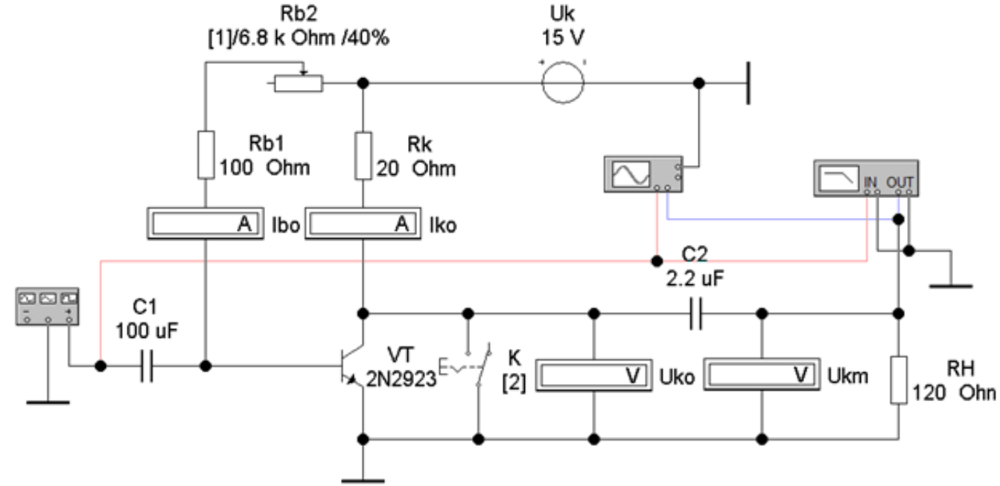 Rb2
[1]/6.8 k Ohm /40%
Uk
15 V
+
Rb1
100 Ohm
Rk
20 Ohm
IN OUT
A Ibo
A Iko
C2
2.2 uF
- +
C1
100 uF
VT
2N2923
K
[2]
V Uko
V Ukm
RH
120 Ohn